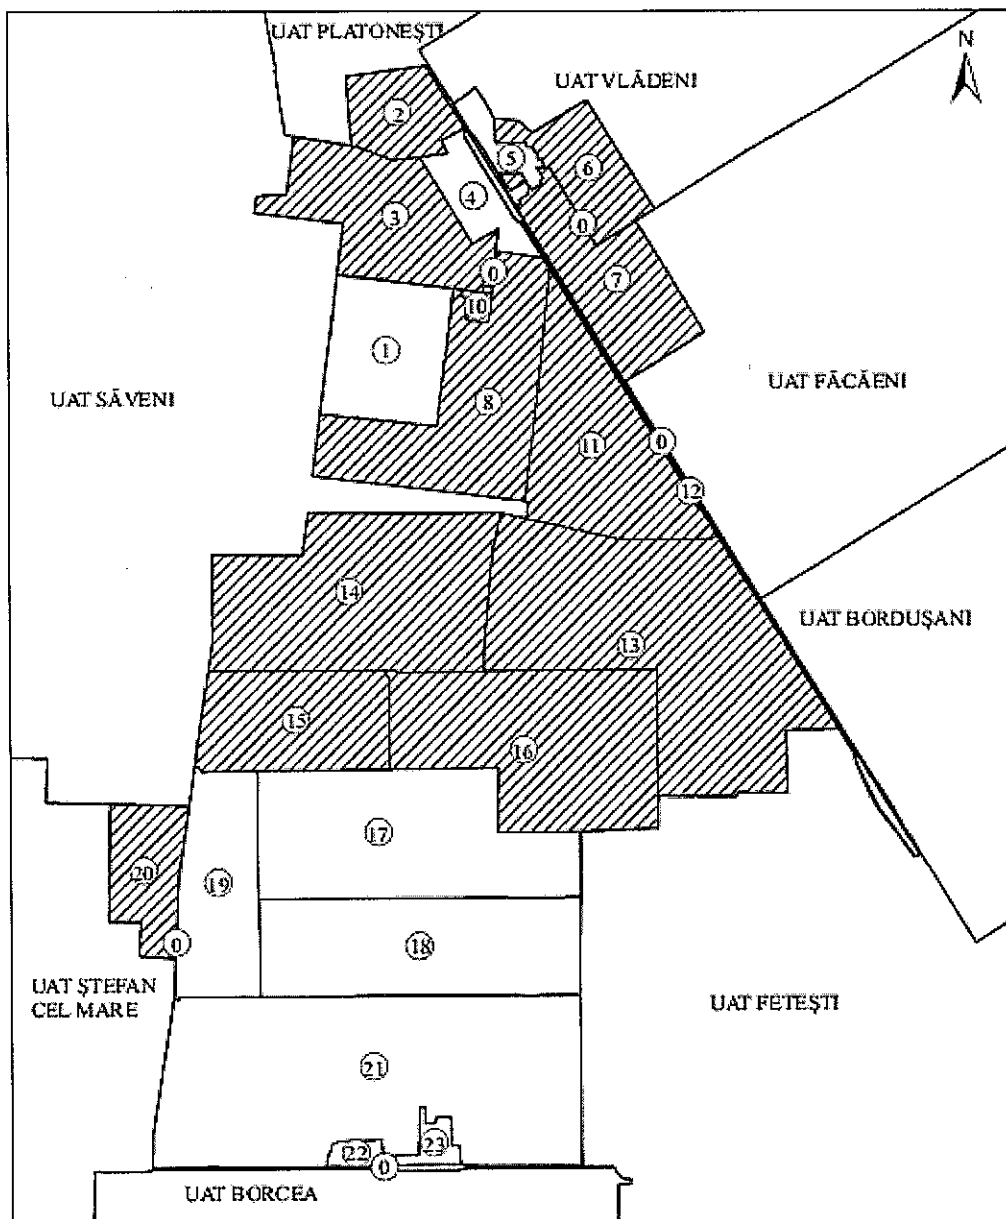 UAT PLATONEȘTI
N
UAT VLĂDENI
2
5
6
4
3
0
0
7
10
1
UAT FĂCĂENI
UAT SĂVENI
8
11
0
12
14
UAT BORDUȘANI
13
15
16
17
20
19
0
18
UAT ȘTEFAN
CEL MARE
UAT FETEȘTI
21
22
23
0
UAT BORCEA